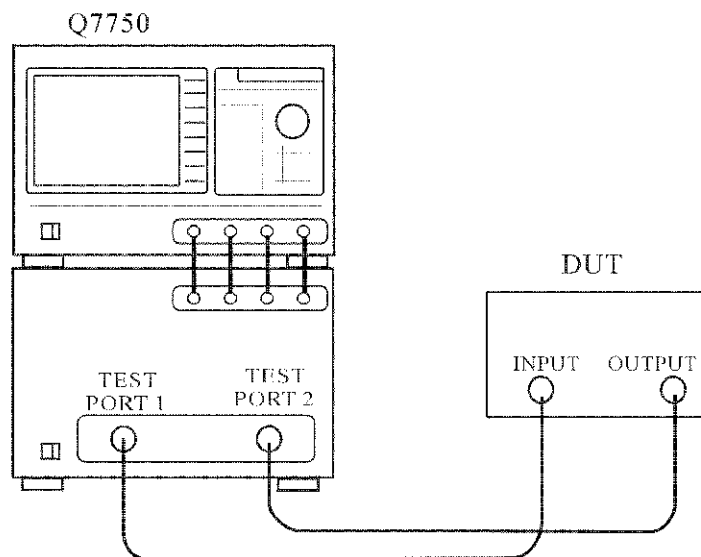 Q7750
DUT
INPUT OUTPUT
TEST
PORT 1
TEST
PORT 2